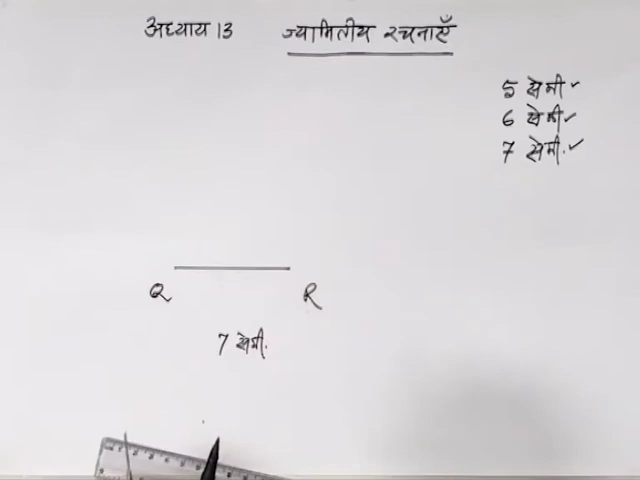 अध्याय 13 ज्यामितीय रचनाएँ
5 सेमी
6 सेमी
7 सेमी.
Q R
7 सेमी.